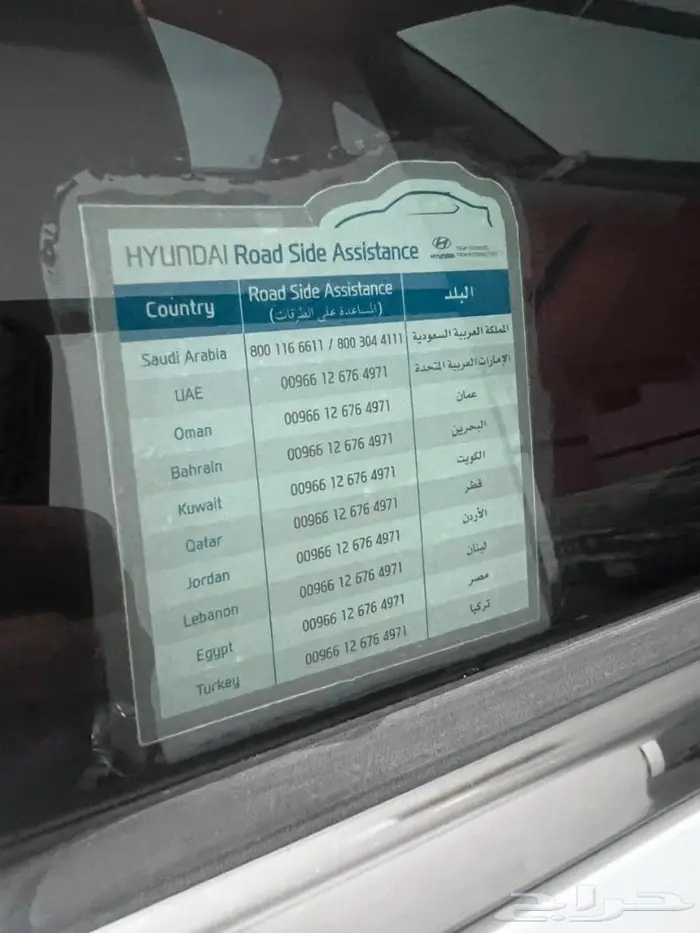 HYUNDAI Road Side Assistance
HYUNDAI
Country Road Side Assistance البلد
(المساعدة على الطرقات)
Saudi Arabia 800 116 6611 / 800 304 4111 المملكة العربية السعودية
UAE 00966 12 676 4971 الإمارات العربية المتحدة
Oman 00966 12 676 4971 عمان
Bahrain 00966 12 676 4971 البحرين
Kuwait 00966 12 676 4971 الكويت
Qatar 00966 12 676 4971 قطر
Jordan 00966 12 676 4971 الأردن
Lebanon 00966 12 676 4971 لبنان
Egypt 00966 12 676 4971 مصر
Turkey 00966 12 676 4971 تركيا
حراج